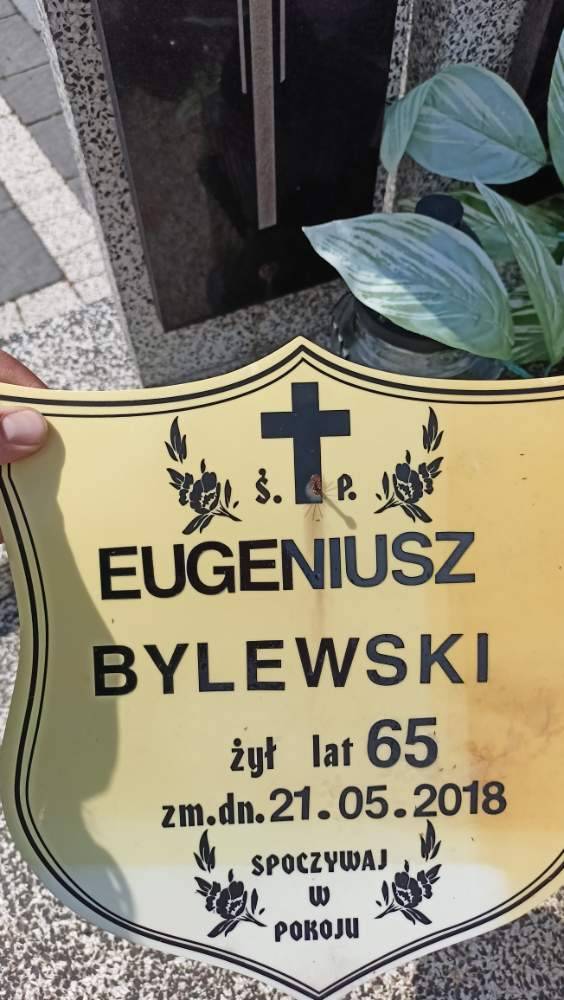 Ś. P.
EUGENIUSZ
BYLEWSKI
żył lat 65
zm.dn.21.05.2018
SPOCZYWAJ
W
POKOJU